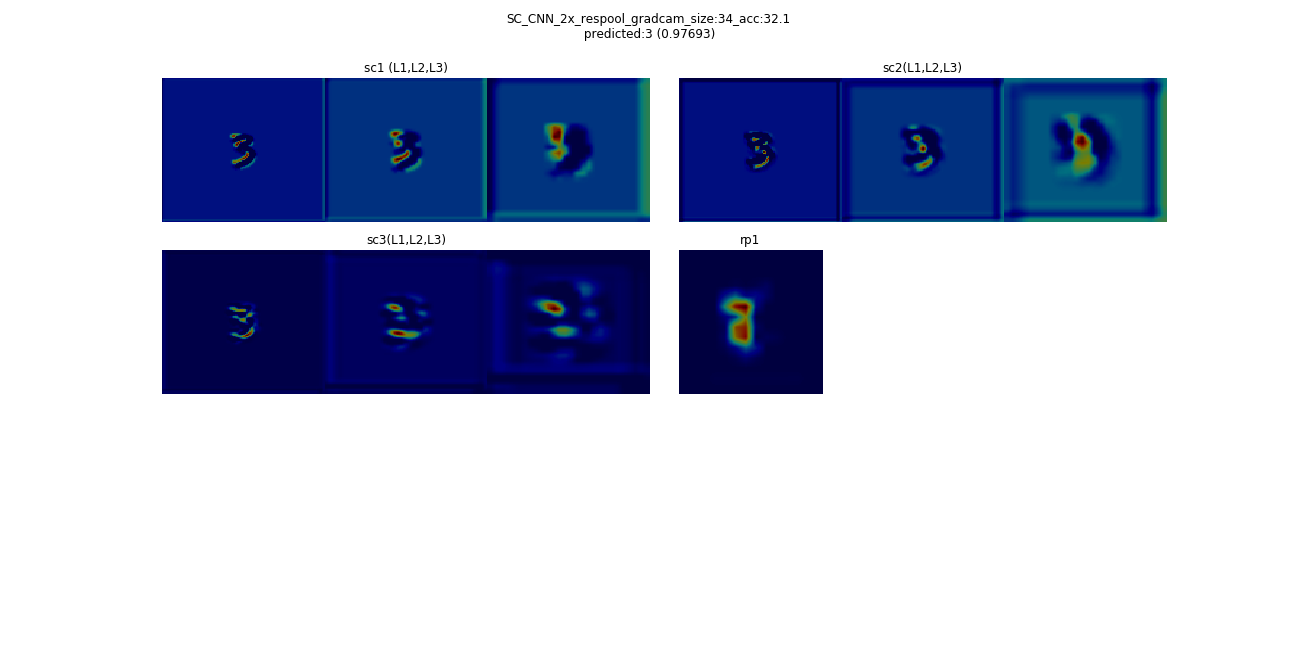 SC_CNN_2x_respool_gradcam_size:34_acc:32.1
predicted:3 (0.97693)
sc1 (L1,L2,L3)
sc2(L1,L2,L3)
sc3(L1,L2,L3)
rp1